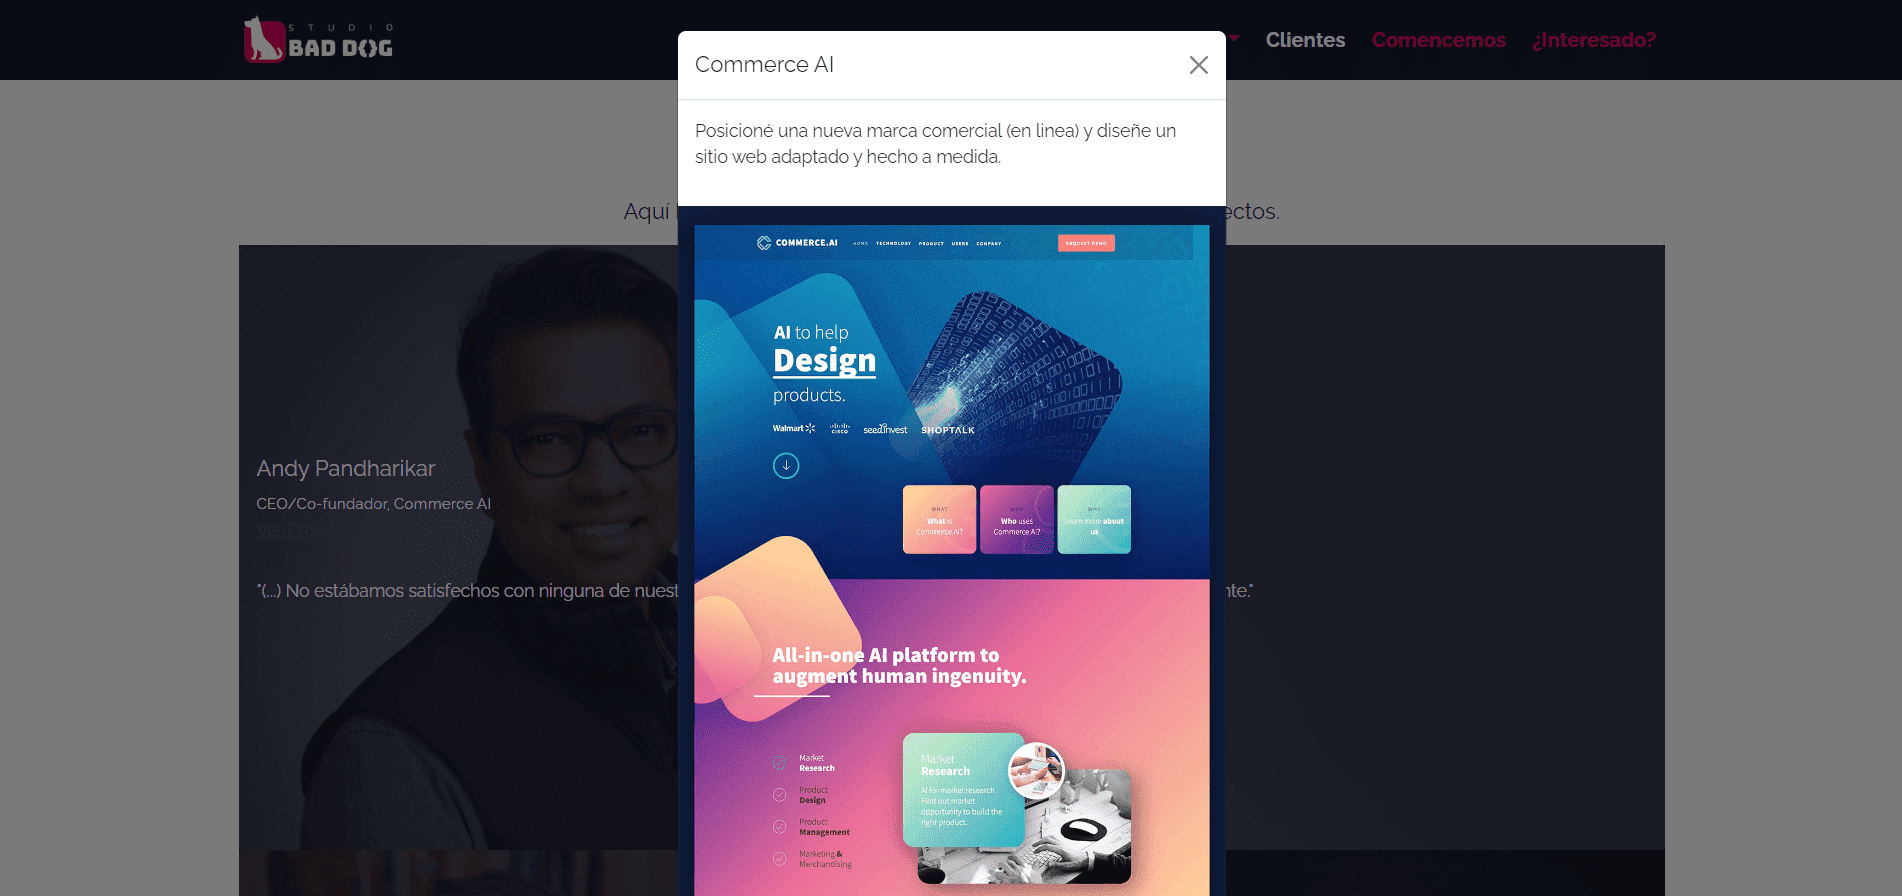 STUDIO
BAD DOG
Clientes
Comencemos
¿Interesado?
Commerce AI
Posicioné una nueva marca comercial (en linea) y diseñe un
sitio web adaptado y hecho a medida.
Aquí
ectos.
COMMERCE.AI
HOME TECHNOLOGY PRODUCT USERS COMPANY
REQUEST DEMO
AI to help
Design
products.
Walmart
CISCO
seedinvest
SHOPTALK
Andy Pandharikar
CEO/Co-fundador, Commerce AI
Ver Proy
WHAT
What is
Commerce.AI?
WHO
Who uses
Commerce AI?
WHY
Learn more about
us
"(...) No estábamos satisfechos con ninguna de nuest
nte."
All-in-one AI platform to
augment human ingenuity.
Market
Research
Product
Design
Product
Management
Marketing &
Merchandising
Market
Research
AI for market research.
Find out market
opportunity to build the
right product.